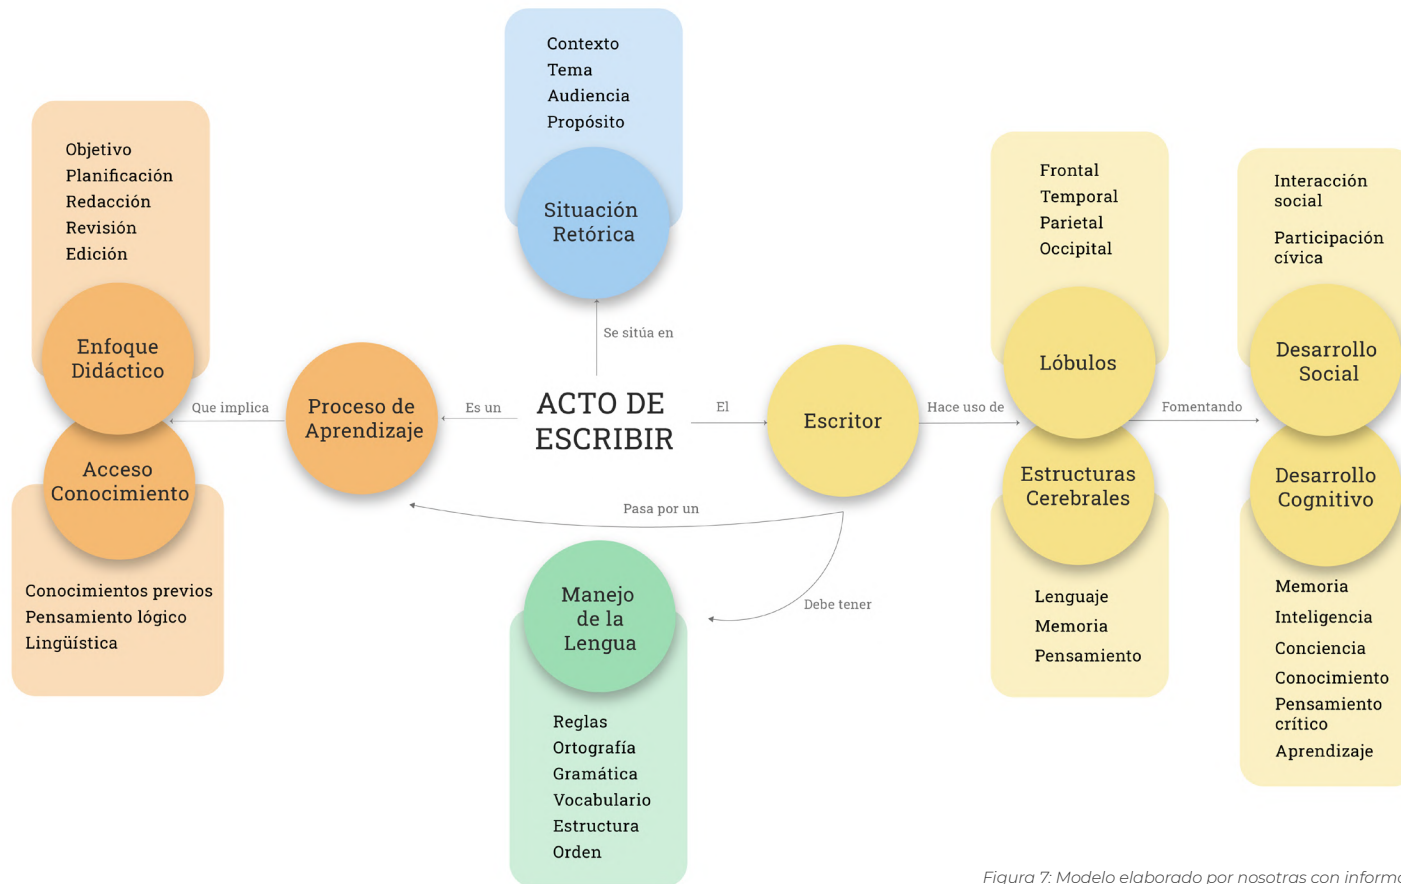 Contexto
Tema
Audiencia
Propósito
Situación
Retórica
Se sitúa en
ACTO DE
ESCRIBIR
Es un
Proceso de
Aprendizaje
Que implica
Objetivo
Planificación
Redacción
Revisión
Edición
Enfoque
Didáctico
Acceso
Conocimiento
Conocimientos previos
Pensamiento lógico
Lingüística
El
Escritor
Hace uso de
Frontal
Temporal
Parietal
Occipital
Lóbulos
Estructuras
Cerebrales
Lenguaje
Memoria
Pensamiento
Fomentando
Interacción
social
Participación
cívica
Desarrollo
Social
Desarrollo
Cognitivo
Memoria
Inteligencia
Conciencia
Conocimiento
Pensamiento
crítico
Aprendizaje
Pasa por un
Debe tener
Manejo
de la
Lengua
Reglas
Ortografía
Gramática
Vocabulario
Estructura
Orden
Figura 7: Modelo elaborado por nosotras con